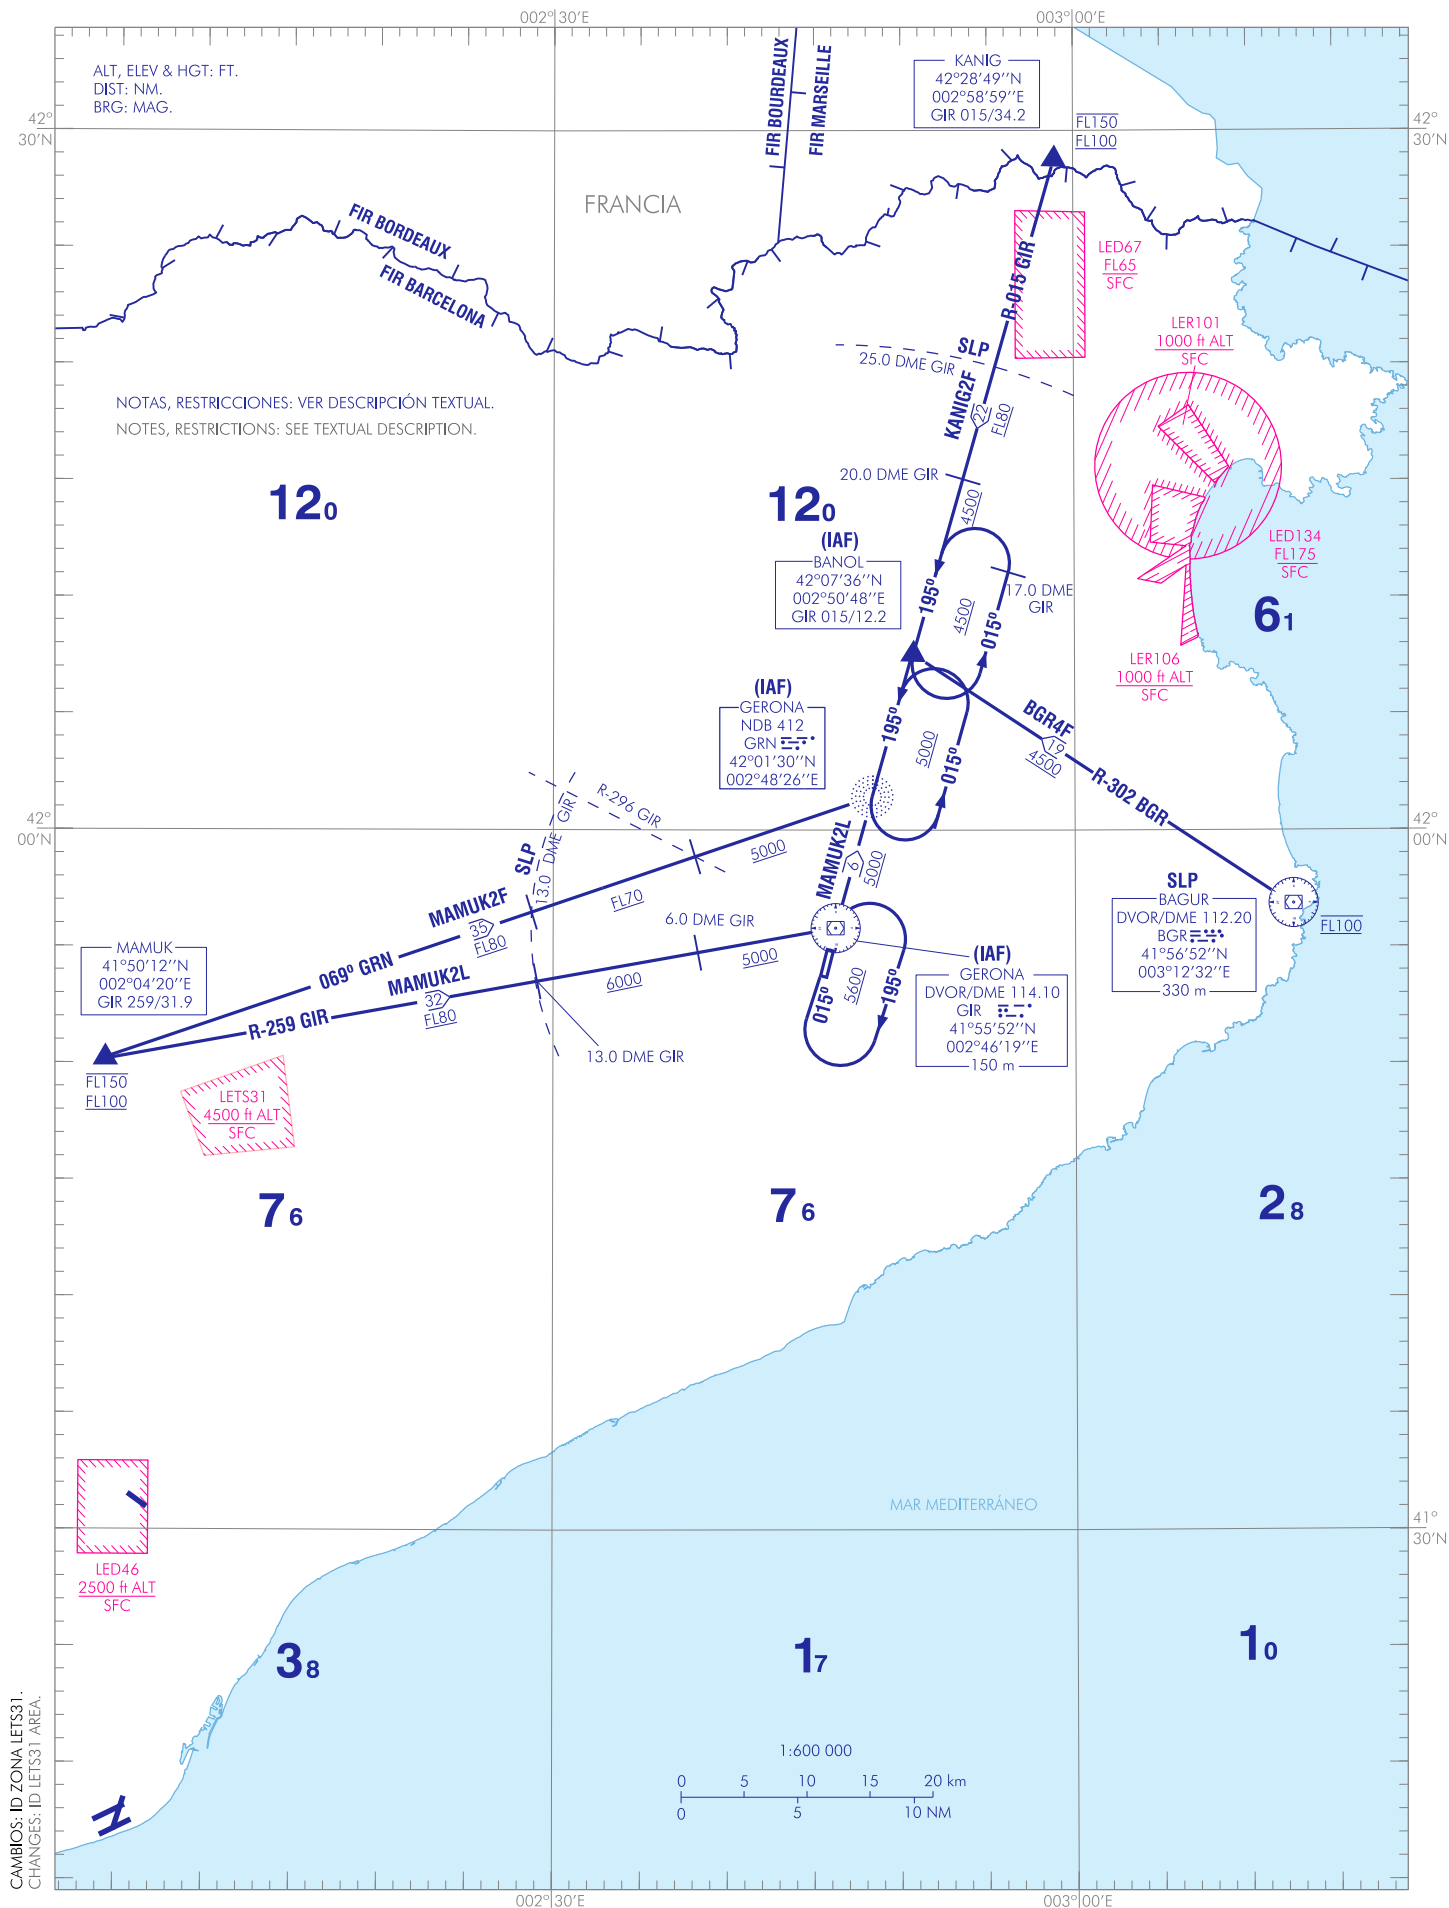 002°30'E
003°00'E
ALT, ELEV & HGT: FT.
DIST: NM.
BRG: MAG.
FIR BOURDEAUX
FIR MARSEILLE
KANIG
42°28'49''N
002°58'59''E
GIR 015/34.2
FL150
FL100
42°
30'N
42°
30'N
FRANCIA
FIR BORDEAUX
FIR BARCELONA
R-015 GIR
LED67
FL65
SFC
LER101
1000 ft ALT
SFC
SLP
25.0 DME GIR
KANIG2F
22
FL80
NOTAS, RESTRICCIONES: VER DESCRIPCIÓN TEXTUAL.
NOTES, RESTRICTIONS: SEE TEXTUAL DESCRIPTION.
20.0 DME GIR
4500
120
120
(IAF)
BANOL
42°07'36''N
002°50'48''E
GIR 015/12.2
195º
4500
015º
17.0 DME
GIR
LED134
FL175
SFC
61
LER106
1000 ft ALT
SFC
(IAF)
GERONA
NDB 412
GRN
42°01'30''N
002°48'26''E
195º
5000
015º
BGR4F
19
4500
R-302 BGR
R-296 GIR
13.0 DME GIR
SLP
42°
00'N
42°
00'N
5000
MAMUK2L
6
5000
MAMUK2F
35
FL80
FL70
069º GRN
6.0 DME GIR
SLP
BAGUR
DVOR/DME 112.20
BGR
41°56'52''N
003°12'32''E
330 m
FL100
MAMUK
41°50'12''N
002°04'20''E
GIR 259/31.9
MAMUK2L
32
FL80
6000
5000
R-259 GIR
015º
5600
195º
(IAF)
GERONA
DVOR/DME 114.10
GIR
41°55'52''N
002°46'19''E
150 m
13.0 DME GIR
FL150
FL100
LETS31
4500 ft ALT
SFC
76
76
28
MAR MEDITERRÁNEO
41°
30'N
LED46
2500 ft ALT
SFC
38
17
10
1:600 000
0 5 10 15 20 km
0 5 10 NM
CAMBIOS: ID ZONA LETS31.
CHANGES: ID LETS31 AREA.
002°30'E
003°00'E